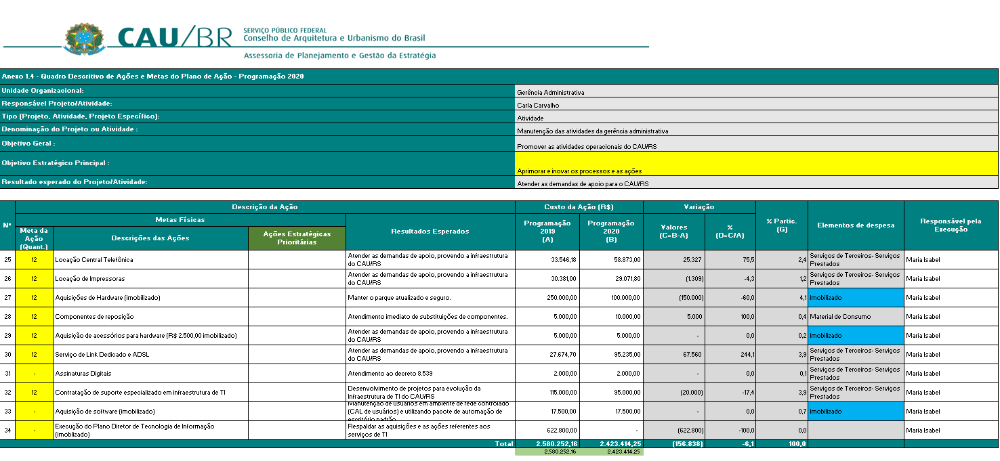 CAU/BR
SERVIÇO PÚBLICO FEDERAL
Conselho de Arquitetura e Urbanismo do Brasil
Assessoria de Planejamento e Gestão da Estratégia
Anexo 1.4 - Quadro Descritivo de Ações e Metas do Plano de Ação - Programação 2020
Unidade Organizacional: Gerência Administrativa
Responsável Projeto/Atividade: Carla Carvalho
Tipo (Projeto, Atividade, Projeto Específico): Atividade
Denominação do Projeto ou Atividade : Manutenção das atividades da gerência administrativa
Objetivo Geral : Promover as atividades operacionais do CAU/RS
Objetivo Estratégico Principal : Aprimorar e inovar os processos e as ações
Resultado esperado do Projeto/Atividade: Atender as demandas de apoio para o CAU/RS
Nº
Descrição da Ação
Metas Físicas
Meta da
Ação
(Quant.)
Descrições das Ações
Ações Estratégicas
Prioritárias
Resultados Esperados
Custo da Ação (R$)
Programação
2019
(A)
Programação
2020
(B)
Variação
Valores
(C=B-A)
%
(D=C/A)
% Partic.
(G)
Elementos de despesa
Responsável pela
Execução
25 12 Locação Central Telefônica
Atender as demandas de apoio, provendo a infraestrutura
do CAU/RS
33.546,18 58.873,00 25.327 75,5 2,4
Serviços de Terceiros- Serviços
Prestados
Maria Isabel
26 12 Locação de Impressoras
Atender as demandas de apoio, provendo a infraestrutura
do CAU/RS
30.381,00 29.071,80 (1.309) -4,3 1,2
Serviços de Terceiros- Serviços
Prestados
Maria Isabel
27 12 Aquisições de Hardware (imobilizado) Manter o parque atualizado e seguro. 250.000,00 100.000,00 (150.000) -60,0 4,1 Imobilizado Maria Isabel
28 12 Componentes de reposição Atendimento imediato de substituições de componentes. 5.000,00 10.000,00 5.000 100,0 0,4 Material de Consumo Maria Isabel
29 12 Aquisição de acessórios para hardware (R$ 2.500,00 imobilizado)
Atender as demandas de apoio, provendo a infraestrutura
do CAU/RS
5.000,00 5.000,00 - 0,0 0,2 Imobilizado Maria Isabel
30 12 Serviço de Link Dedicado e ADSL
Atender as demandas de apoio, provendo a infraestrutura
do CAU/RS
27.674,70 95.235,00 67.560 244,1 3,9
Serviços de Terceiros- Serviços
Prestados
Maria Isabel
31 - Assinaturas Digitais Atendimento ao decreto 8.539 2.000,00 2.000,00 - 0,0 0,1
Serviços de Terceiros- Serviços
Prestados
Maria Isabel
32 12 Contratação de suporte especializado em infraestrutura de TI
Desenvolvimento de projetos para evolução da
Infraestrutura de TI do CAU/RS
115.000,00 95.000,00 (20.000) -17,4 3,9
Serviços de Terceiros- Serviços
Prestados
Maria Isabel
33 - Aquisição de software (imobilizado)
Manutenção de usuários em ambiente de rede controlado
(CAL de usuários) e utilizando pacote de automação de
escritório padrão
17.500,00 17.500,00 - 0,0 0,7 Imobilizado Maria Isabel
34 -
Execução do Plano Diretor de Tecnologia de Informação
(imoblizado)
Respaldar as aquisições e as ações referentes aos
serviços de TI
622.800,00 - (622.800) -100,0 0,0 Maria Isabel
Total 2.580.252,16 2.423.414,25 (156.838) -6,1 100,0
2.580.252,16 2.423.414,25